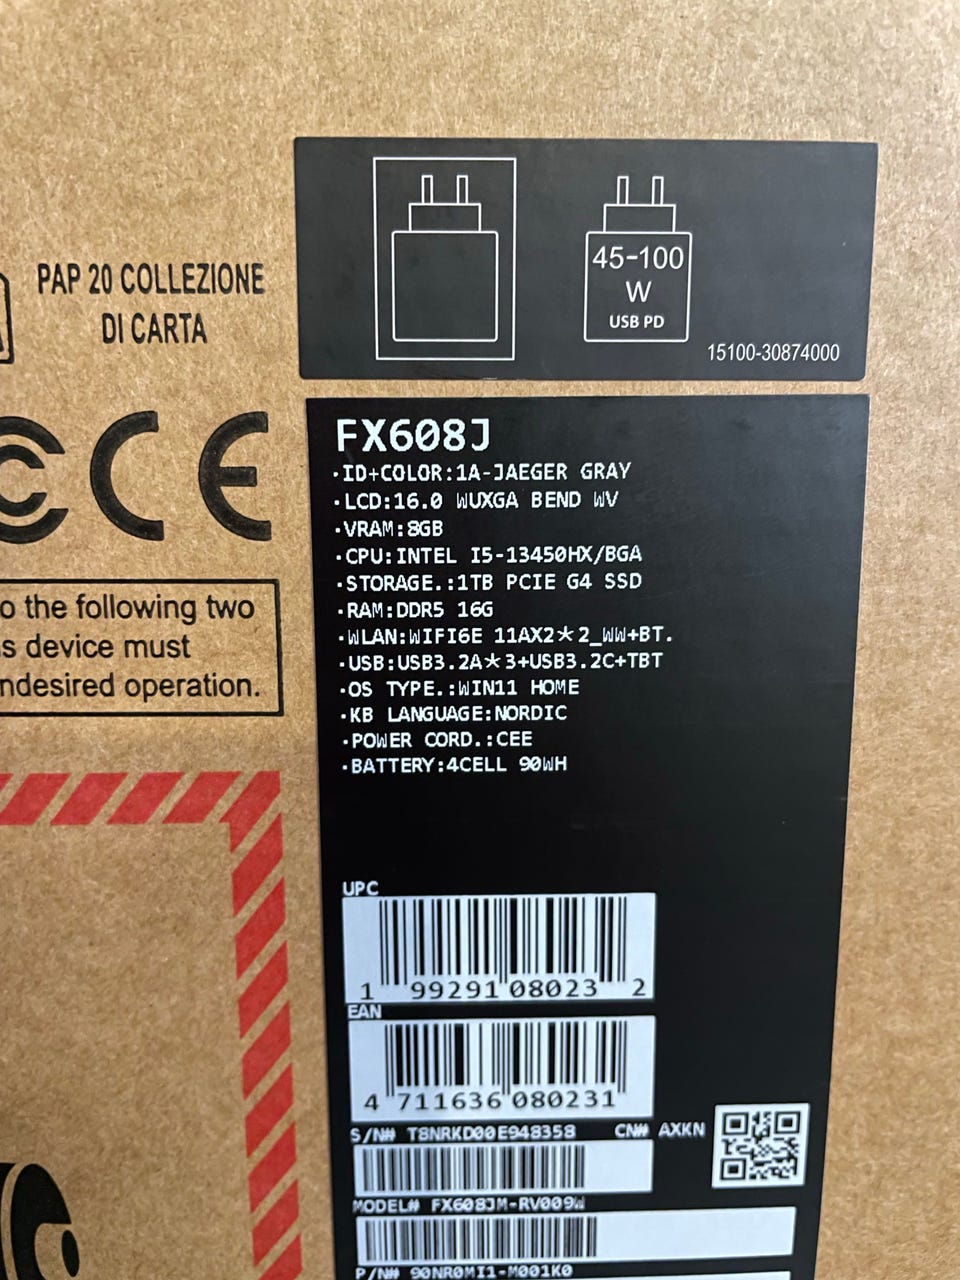 PAP 20 COLLEZIONE
DI CARTA
CE
o the following two
s device must
ndesired operation.
45-100
W
USB PD
15100-30874000
FX608J
·ID+COLOR:1A-JAEGER GRAY
·LCD:16.0 WUXGA BEND WV
·VRAM:8GB
·CPU:INTEL I5-13450HX/BGA
·STORAGE.:1TB PCIE G4 SSD
·RAM:DDR5 16G
·WLAN:WIFI6E 11AX2*2_WW+BT.
·USB:USB3.2A*3+USB3.2C+TBT
·OS TYPE.:WIN11 HOME
·KB LANGUAGE:NORDIC
·POWER CORD.:CEE
·BATTERY:4CELL 90WH
UPC
1 99291 08023 2
EAN
4 711636 080231
S/N# T8NRKD00E948358 CN# AXKN
MODEL# FX608JM-RV009W
P/N# 90NR0MI1-M001K0